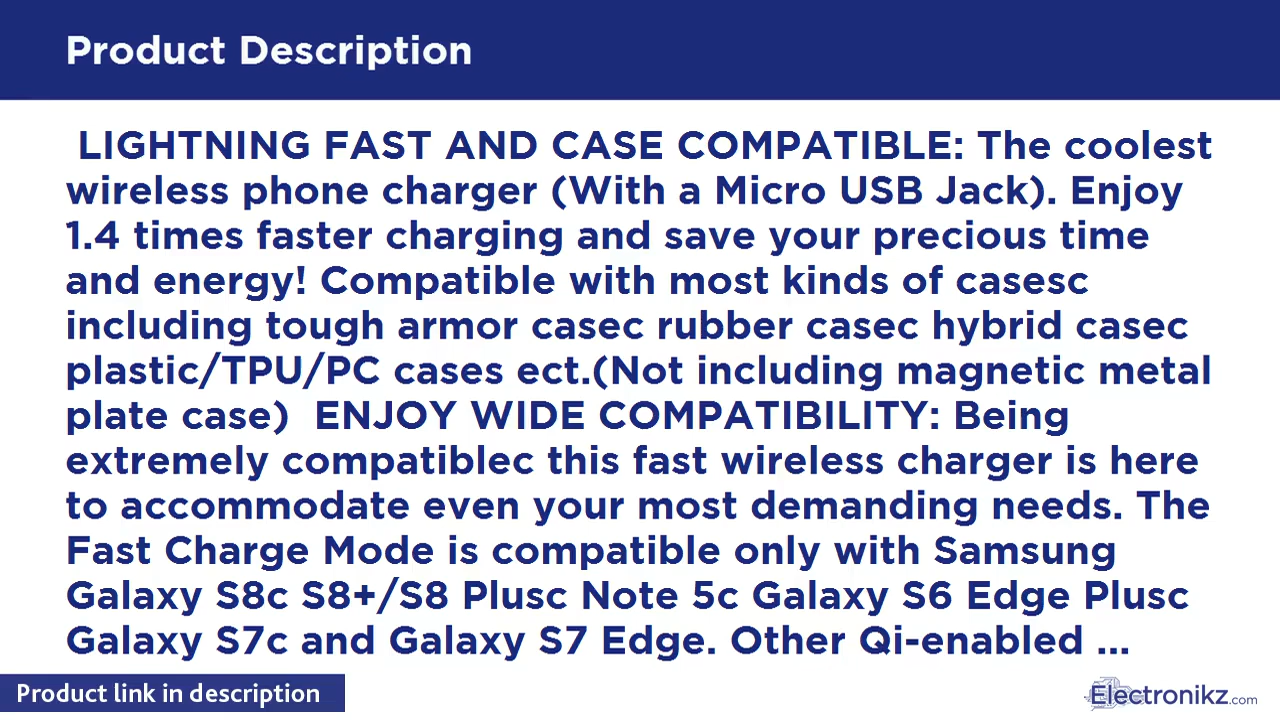 Product Description
LIGHTNING FAST AND CASE COMPATIBLE: The coolest
wireless phone charger (With a Micro USB Jack). Enjoy
1.4 times faster charging and save your precious time
and energy! Compatible with most kinds of casesc
including tough armor casec rubber casec hybrid casec
plastic/TPU/PC cases ect.(Not including magnetic metal
plate case)  ENJOY WIDE COMPATIBILITY: Being
extremely compatiblec this fast wireless charger is here
to accommodate even your most demanding needs. The
Fast Charge Mode is compatible only with Samsung
Galaxy S8c S8+/S8 Plusc Note 5c Galaxy S6 Edge Plusc
Galaxy S7c and Galaxy S7 Edge. Other Qi-enabled ...
Product link in description
Electronikz.com